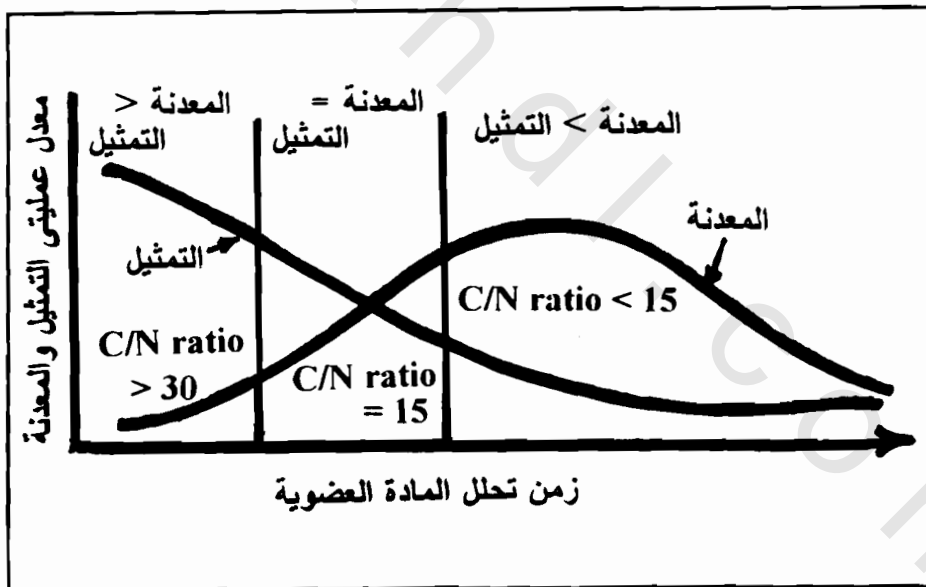 معدل عمليتى التمثيل والمعدنة
المعدنة >
التمثيل
المعدنة =
التمثيل
المعدنة > التمثيل
التمثيل
المعدنة
C/N ratio
> 30
C/N ratio
= 15
C/N ratio < 15
زمن تحلل المادة العضوية